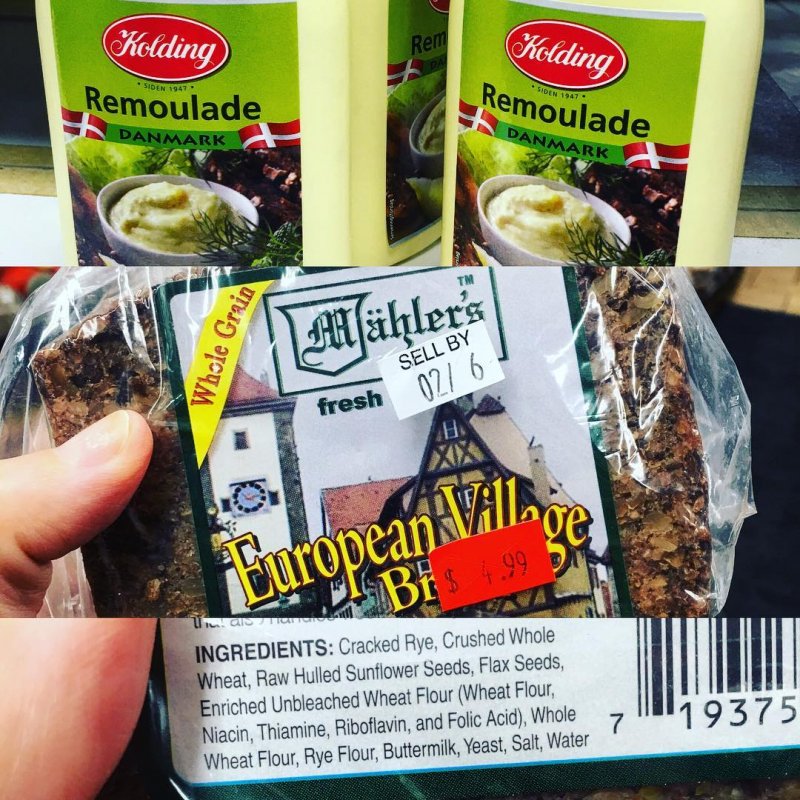 Kolding
• SIDEN 1947 •
Remoulade
DANMARK
Rem
Kolding
• SIDEN 1947 •
Remoulade
DANMARK
Whole Grain
Mähler's TM
SELL BY
02/ 6
fresh
European Village
Br
$ 4.99
INGREDIENTS: Cracked Rye, Crushed Whole
Wheat, Raw Hulled Sunflower Seeds, Flax Seeds,
Enriched Unbleached Wheat Flour (Wheat Flour,
Niacin, Thiamine, Riboflavin, and Folic Acid), Whole
Wheat Flour, Rye Flour, Buttermilk, Yeast, Salt, Water
7 19375